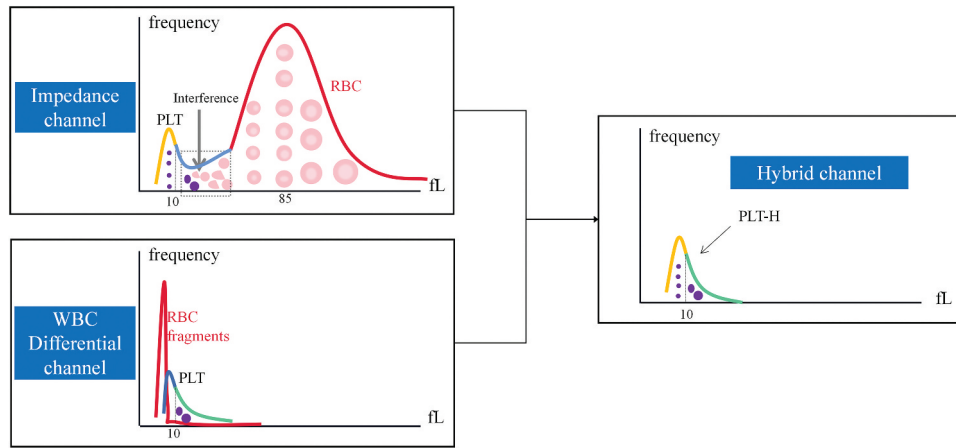 frequency
Impedance
channel
Interference
PLT
RBC
fL
10
85
frequency
WBC
Differential
channel
RBC
fragments
PLT
fL
10
frequency
Hybrid channel
PLT-H
fL
10